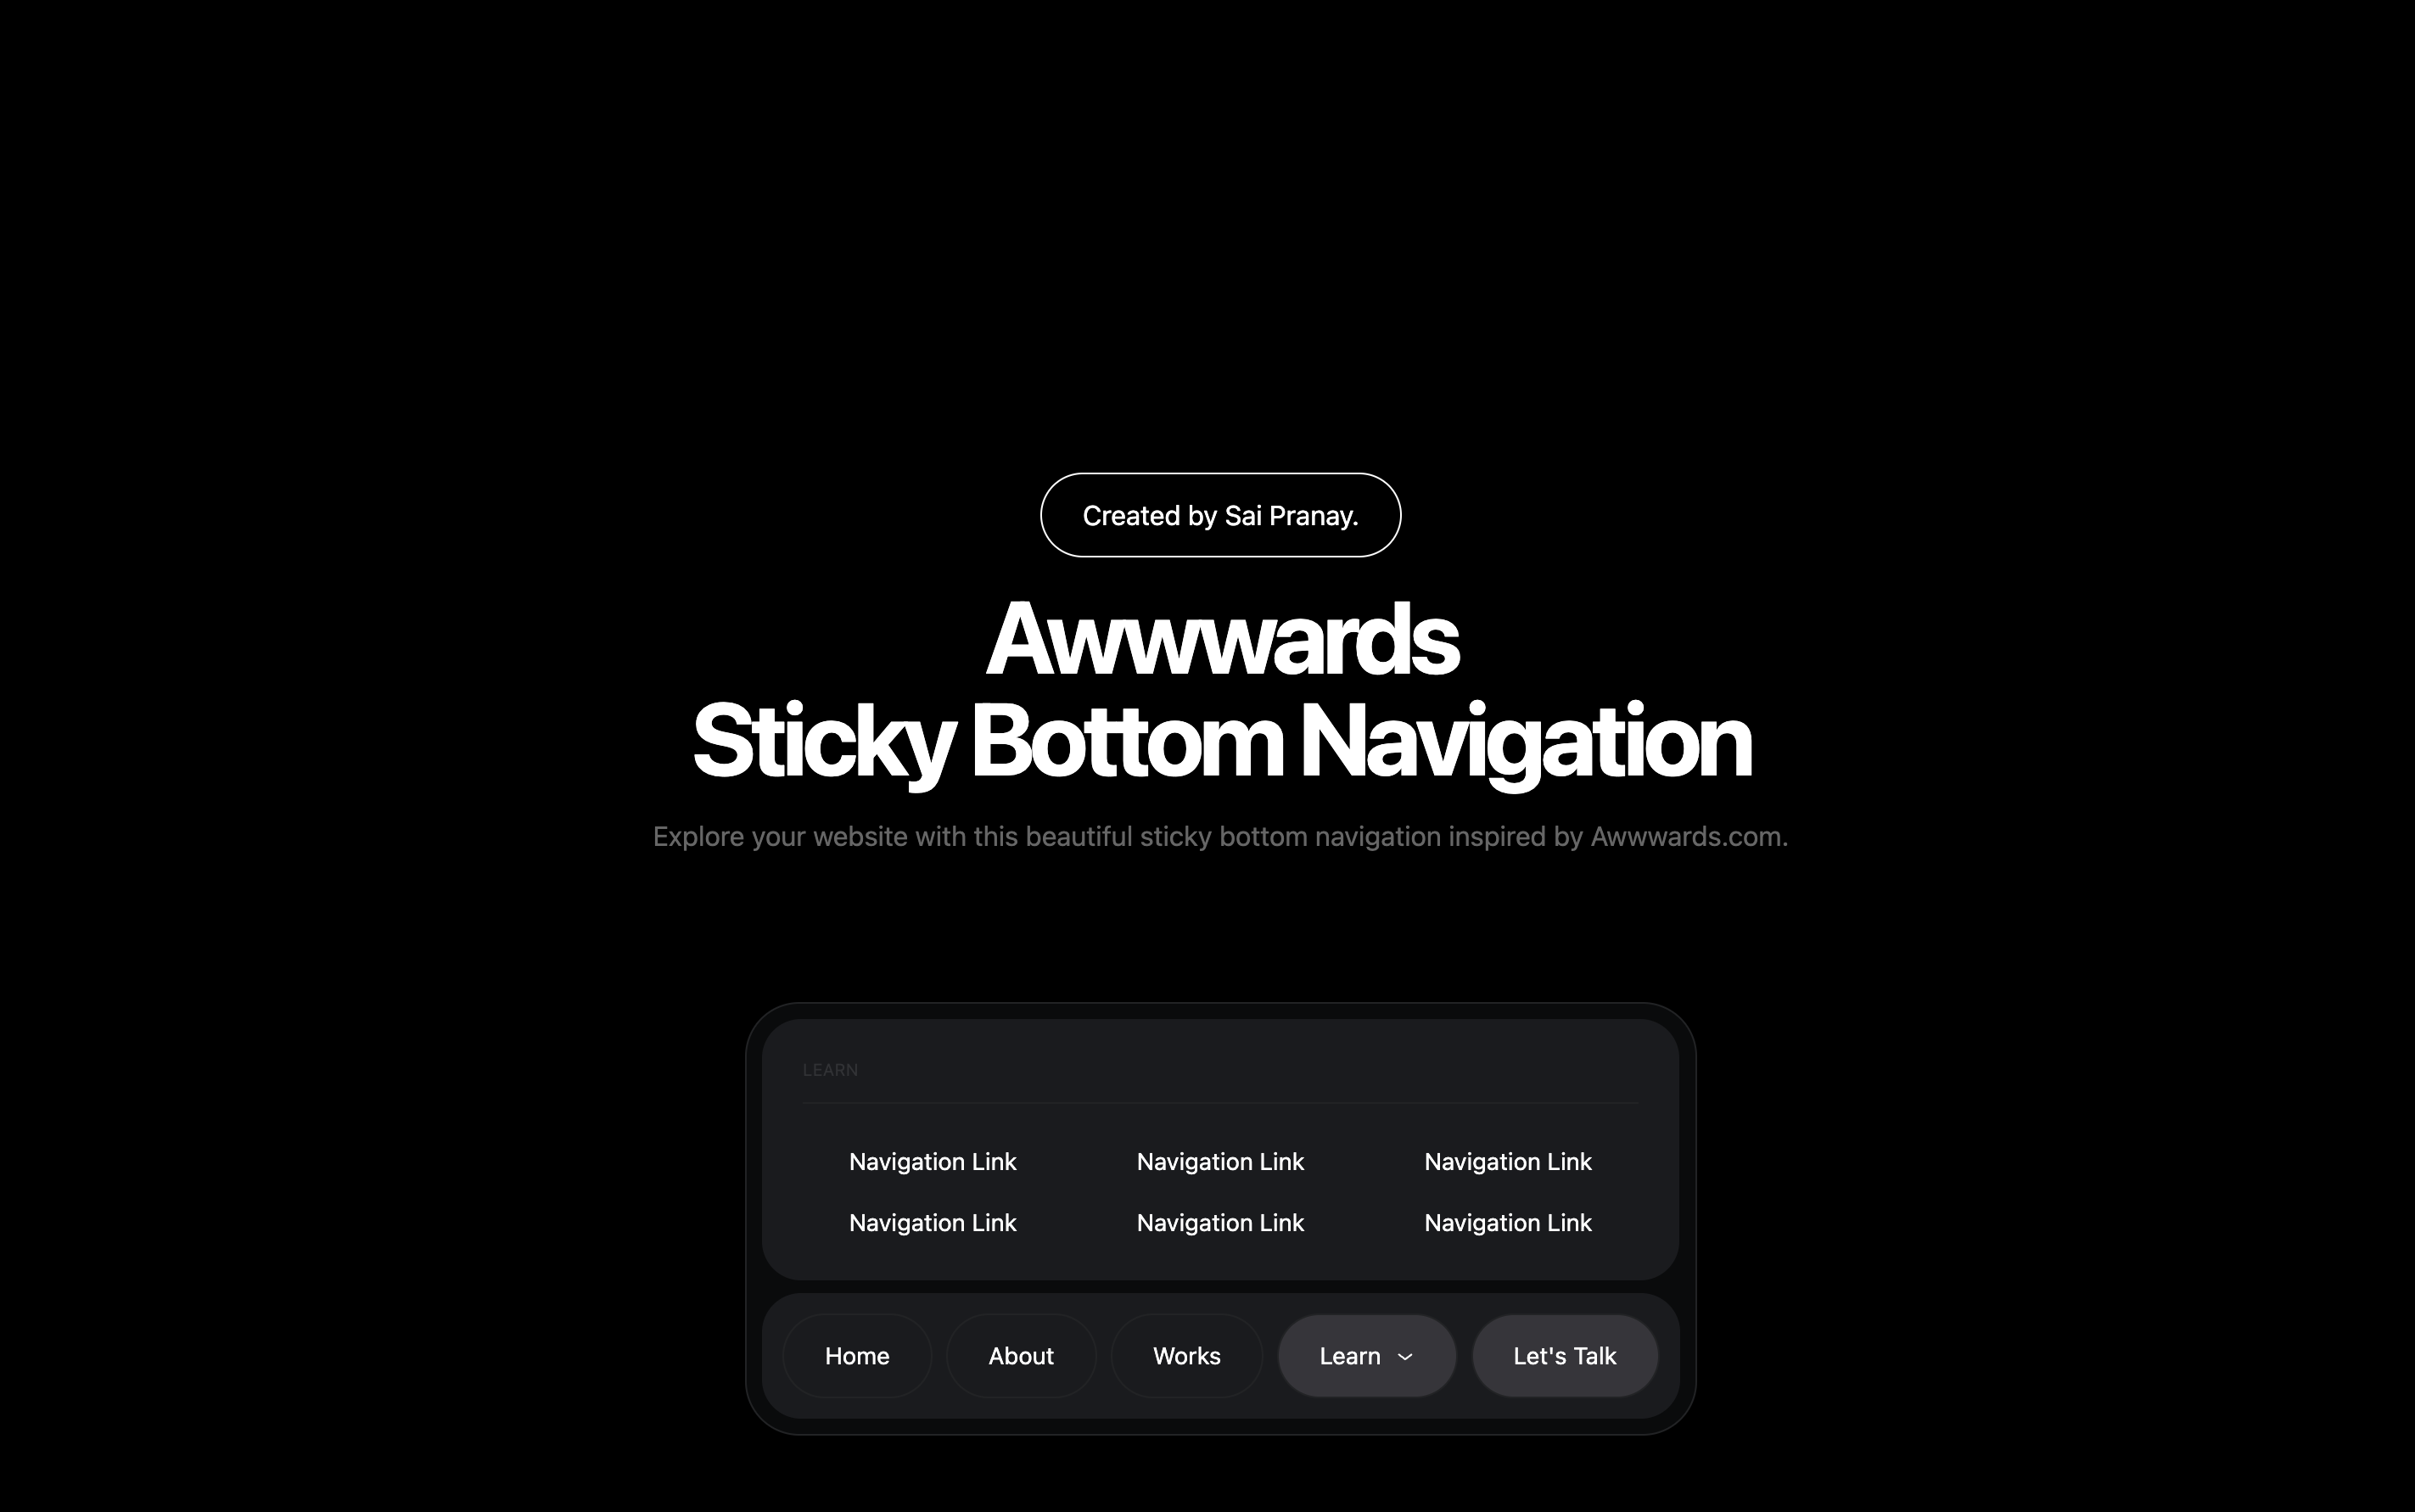 Created by Sai Pranay.
Awwwards
Sticky Bottom Navigation
Explore your website with this beautiful sticky bottom navigation inspired by Awwwards.com.
LEARN
Navigation Link Navigation Link Navigation Link
Navigation Link Navigation Link Navigation Link
Home About Works Learn Let's Talk